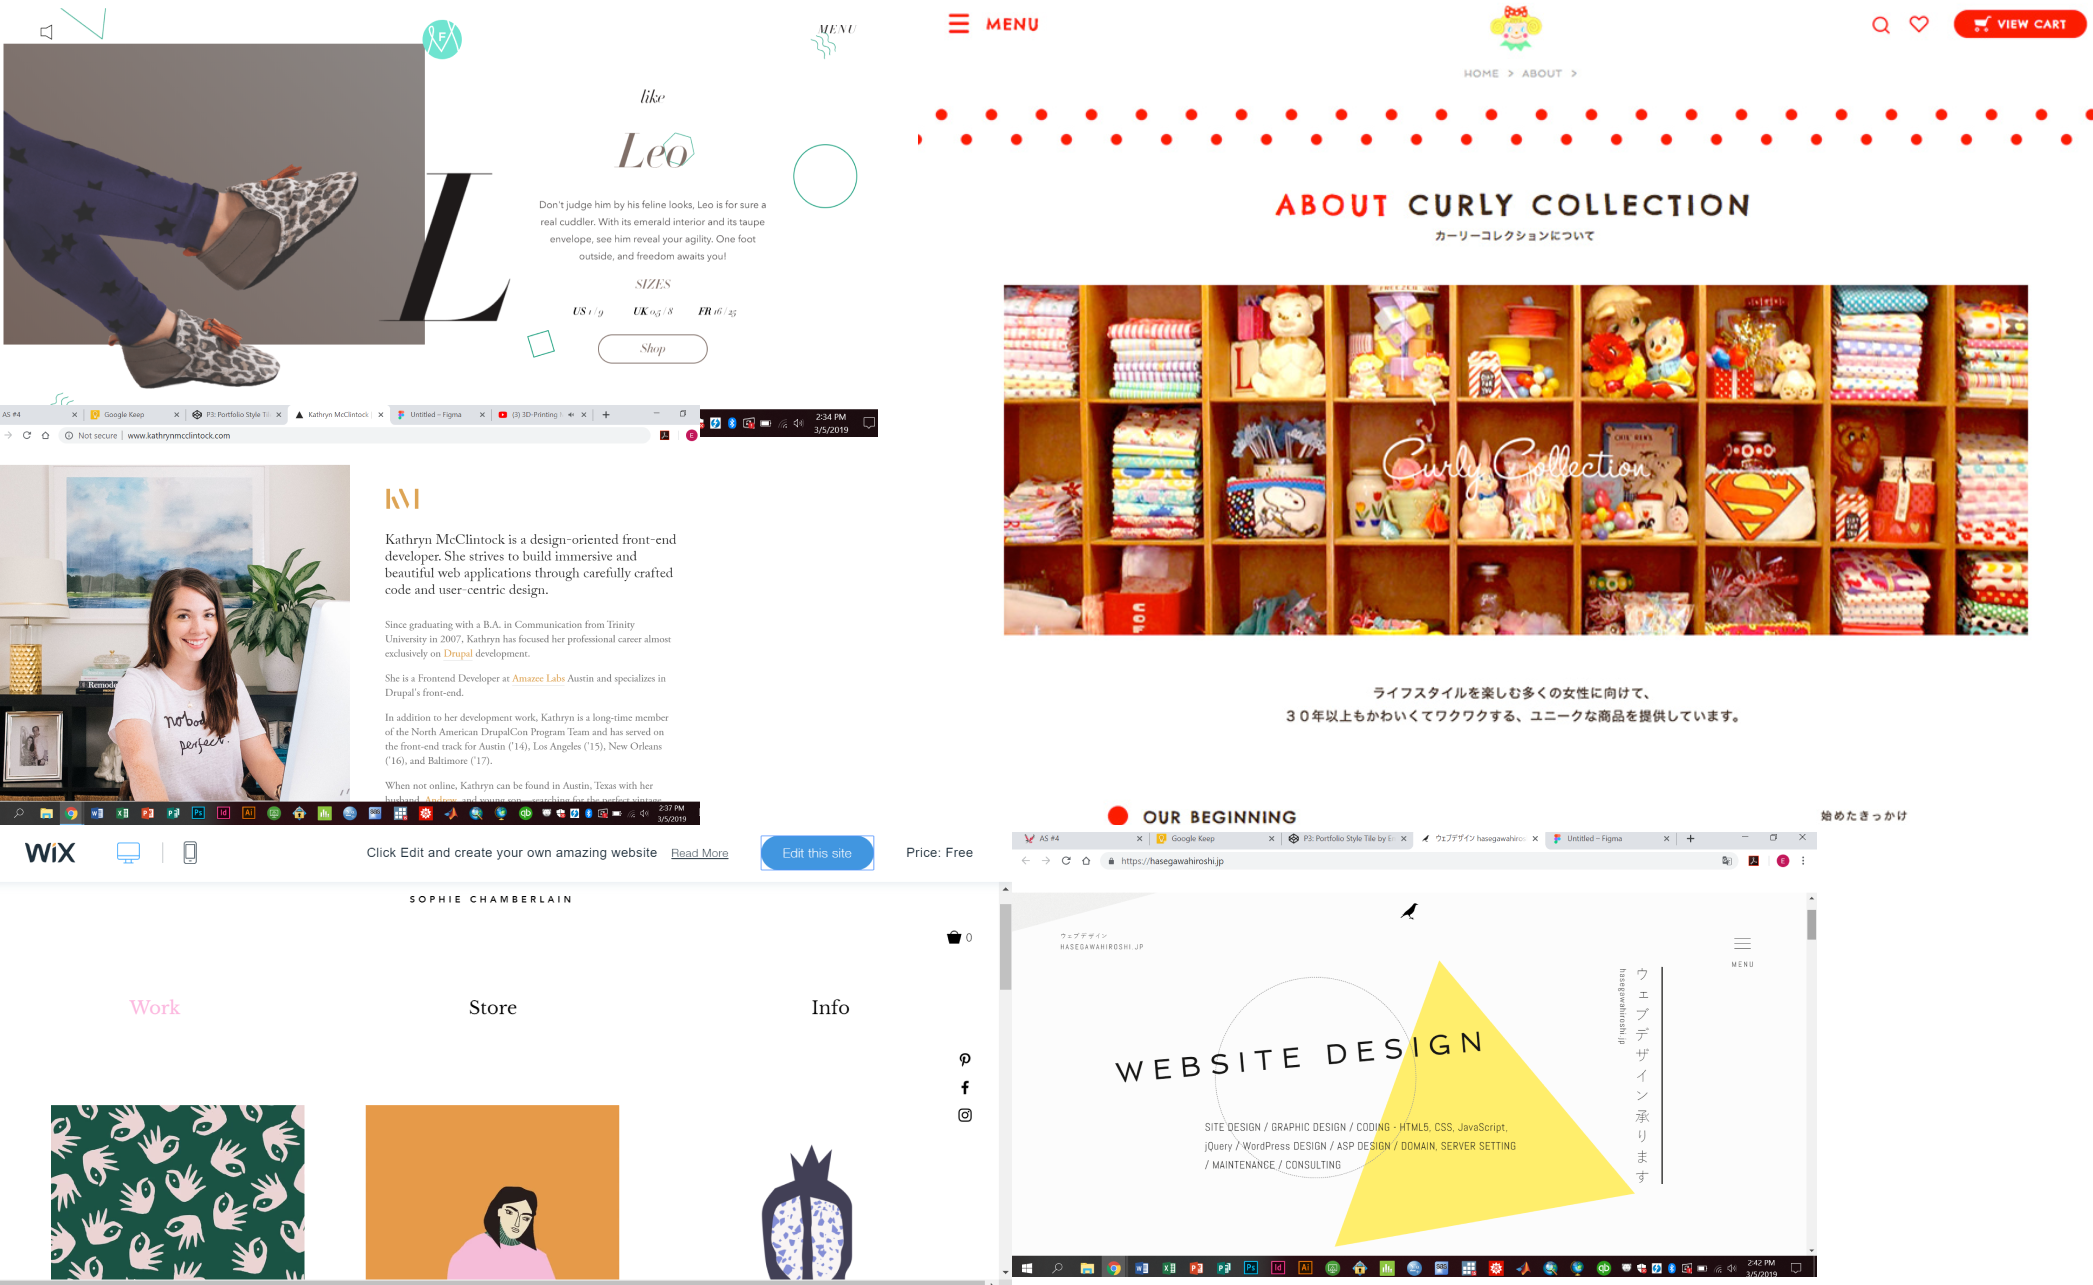 MENU
like
Leo
L
Don't judge him by his feline looks, Leo is for sure a
real cuddler. With its emerald interior and its taupe
envelope, see him reveal your agility. One foot
outside, and freedom awaits you!
SIZES
US 1 / 9 UK 0,5 / 8 FR 16 / 25
Shop
2:34 PM
3/5/2019
MENU
VIEW CART
HOME > ABOUT >
ABOUT CURLY COLLECTION
カーリーコレクションについて
Curly Collection
ライフスタイルを楽しむ多くの女性に向けて、
３０年以上もかわいくてワクワクする、ユニークな商品を提供しています。
OUR BEGINNING
始めたきっかけ
AS #4 Google Keep P3: Portfolio Style Ti Kathryn McClintock Untitled – Figma (3) 3D-Printing
Not secure | www.kathrynmcclintock.com
KM
Kathryn McClintock is a design-oriented front-end
developer. She strives to build immersive and
beautiful web applications through carefully crafted
code and user-centric design.
Since graduating with a B.A. in Communication from Trinity
University in 2007, Kathryn has focused her professional career almost
exclusively on Drupal development.
She is a Frontend Developer at Amazee Labs Austin and specializes in
Drupal's front-end.
In addition to her development work, Kathryn is a long-time member
of the North American DrupalCon Program Team and has served on
the front-end track for Austin ('14), Los Angeles ('15), New Orleans
('16), and Baltimore ('17).
When not online, Kathryn can be found in Austin, Texas with her
husband, Andrew, and young son—searching for the perfect vintage
nobody
perfect.
Remode
2:37 PM
3/5/2019
WiX
Click Edit and create your own amazing website Read More Edit this site Price: Free
SOPHIE CHAMBERLAIN
0
Work Store Info
AS #4 Google Keep P3: Portfolio Style Tile by Er ウェブデザイン hasegawahiros Untitled – Figma
https://hasegawahiroshi.jp
ウェブデザイン
HASEGAWAHIROSHI.JP
MENU
WEBSITE DESIGN
SITE DESIGN / GRAPHIC DESIGN / CODING - HTML5, CSS, JavaScript,
jQuery / WordPress DESIGN / ASP DESIGN / DOMAIN, SERVER SETTING
/ MAINTENANCE / CONSULTING
ウェブデザイン承ります
hasegawahiroshi.jp
2:42 PM
3/5/2019